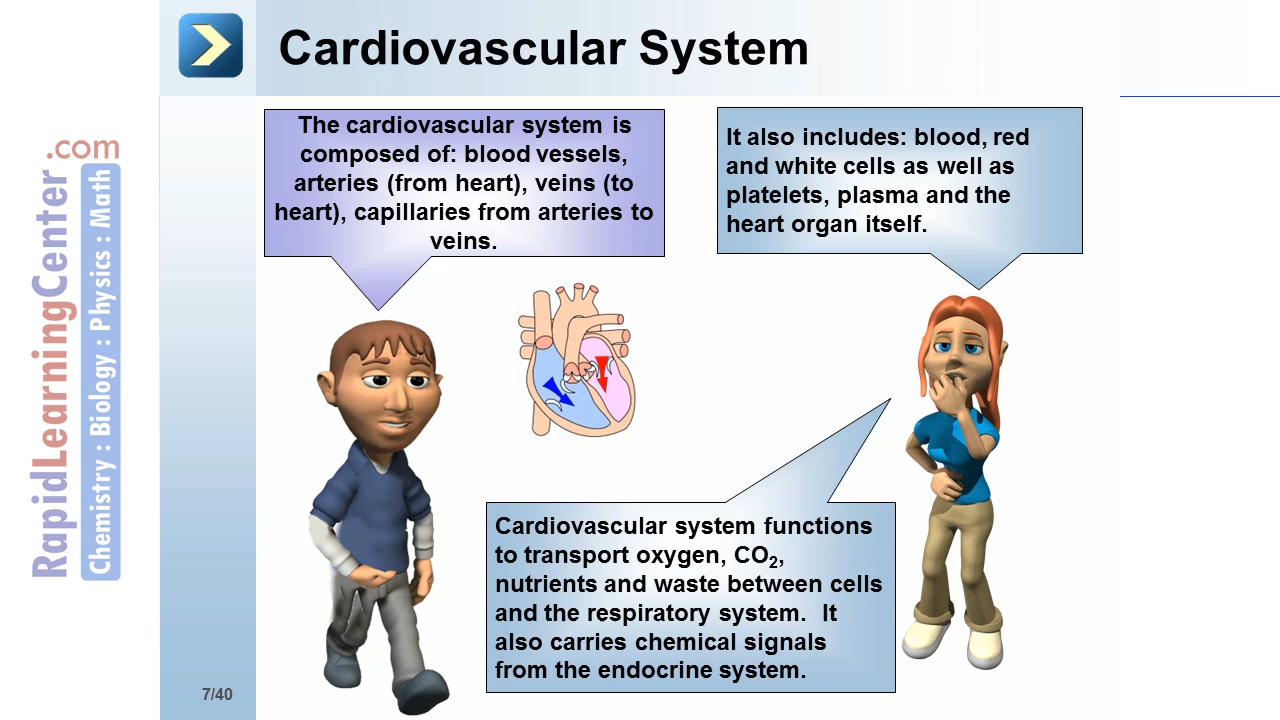 Cardiovascular System
The cardiovascular system is
composed of: blood vessels,
arteries (from heart), veins (to
heart), capillaries from arteries to
veins.
It also includes: blood, red
and white cells as well as
platelets, plasma and the
heart organ itself.
Cardiovascular system functions
to transport oxygen, CO₂,
nutrients and waste between cells
and the respiratory system. It
also carries chemical signals
from the endocrine system.
RapidLearningCenter.com
Chemistry : Biology : Physics : Math
7/40